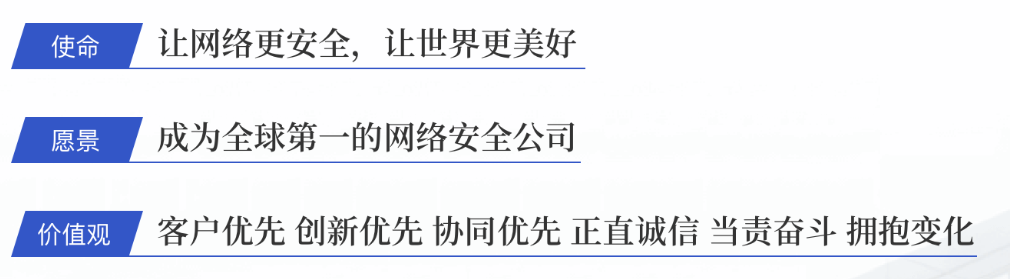 使命 让网络更安全，让世界更美好
愿景 成为全球第一的网络安全公司
价值观 客户优先 创新优先 协同优先 正直诚信 当责奋斗 拥抱变化